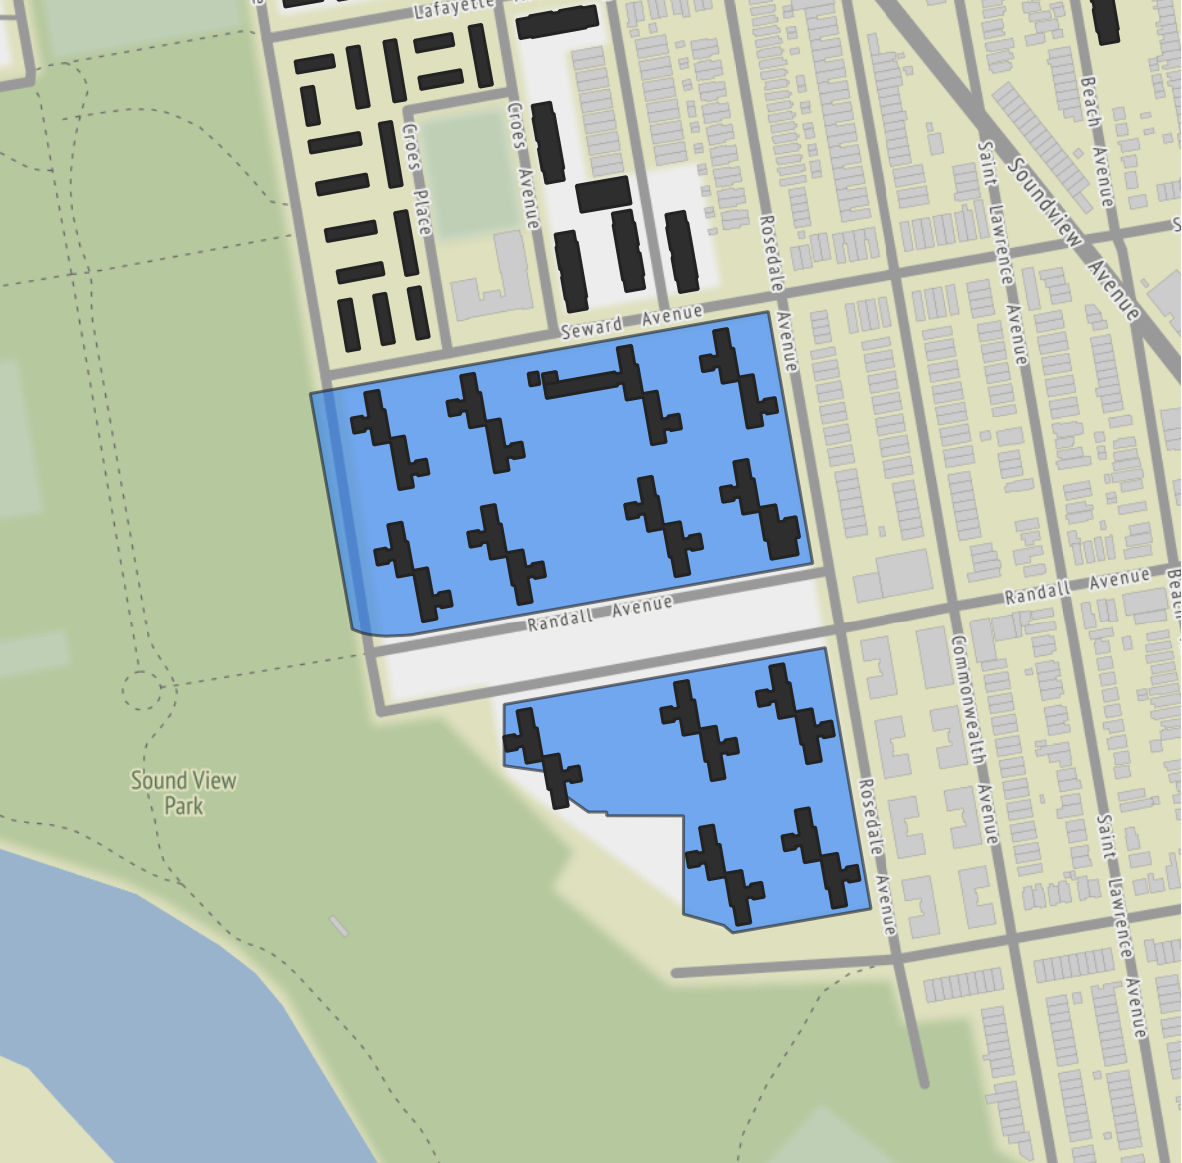 Lafayette
Croes
Place
Croes
Avenue
Rosedale
Avenue
Seward
Avenue
Beach
Avenue
Saint
Lawrence
Avenue
Soundview
Avenue
Randall
Avenue
Randall
Avenue
Beach
Commonwealth
Avenue
Rosedale
Avenue
Saint
Lawrence
Avenue
Sound View
Park